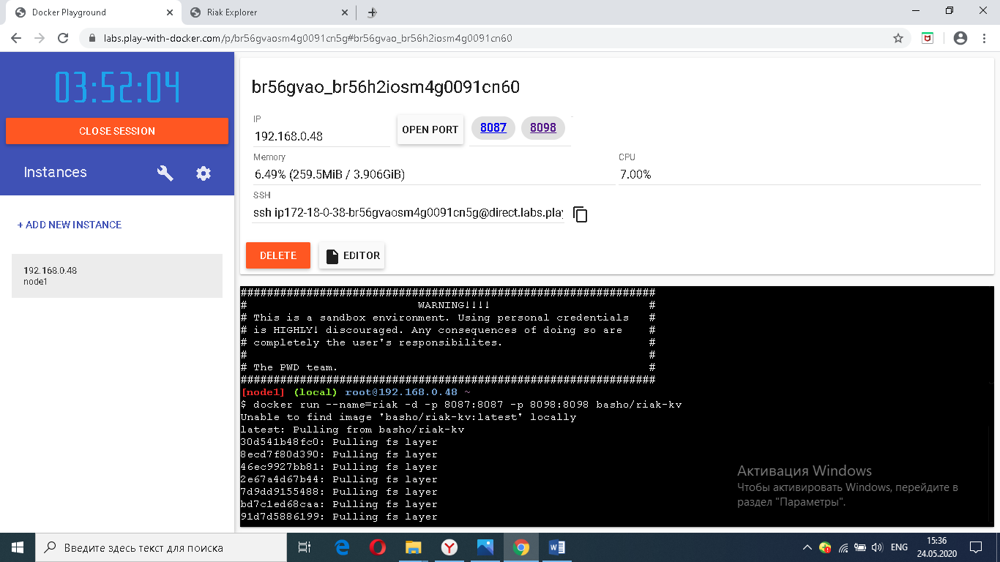 Docker Playground
Riak Explorer
labs.play-with-docker.com/p/br56gvaosm4g0091cn5g#br56gvao_br56h2iosm4g0091cn60
03:52:04
CLOSE SESSION
Instances
+ ADD NEW INSTANCE
192.168.0.48
node1
br56gvao_br56h2iosm4g0091cn60
IP
192.168.0.48
OPEN PORT
8087
8098
Memory
6.49% (259.5MiB / 3.906GiB)
CPU
7.00%
SSH
ssh ip172-18-0-38-br56gvaosm4g0091cn5g@direct.labs.play
DELETE
EDITOR
###############################################################
# WARNING!!!! #
# This is a sandbox environment. Using personal credentials #
# is HIGHLY! discouraged. Any consequences of doing so are #
# completely the user's responsibilites. #
# #
# The PWD team. #
###############################################################
[node1] (local) root@192.168.0.48 ~
$ docker run --name=riak -d -p 8087:8087 -p 8098:8098 basho/riak-kv
Unable to find image 'basho/riak-kv:latest' locally
latest: Pulling from basho/riak-kv
30d541b48fc0: Pulling fs layer
8ecd7f80d390: Pulling fs layer
46ec9927bb81: Pulling fs layer
2e67a4d67b44: Pulling fs layer
7d9dd9155488: Pulling fs layer
bd7c1ed68caa: Pulling fs layer
91d7d5886199: Pulling fs layer
Активация Windows
Чтобы активировать Windows, перейдите в
раздел "Параметры".
Введите здесь текст для поиска
ENG
15:36
24.05.2020